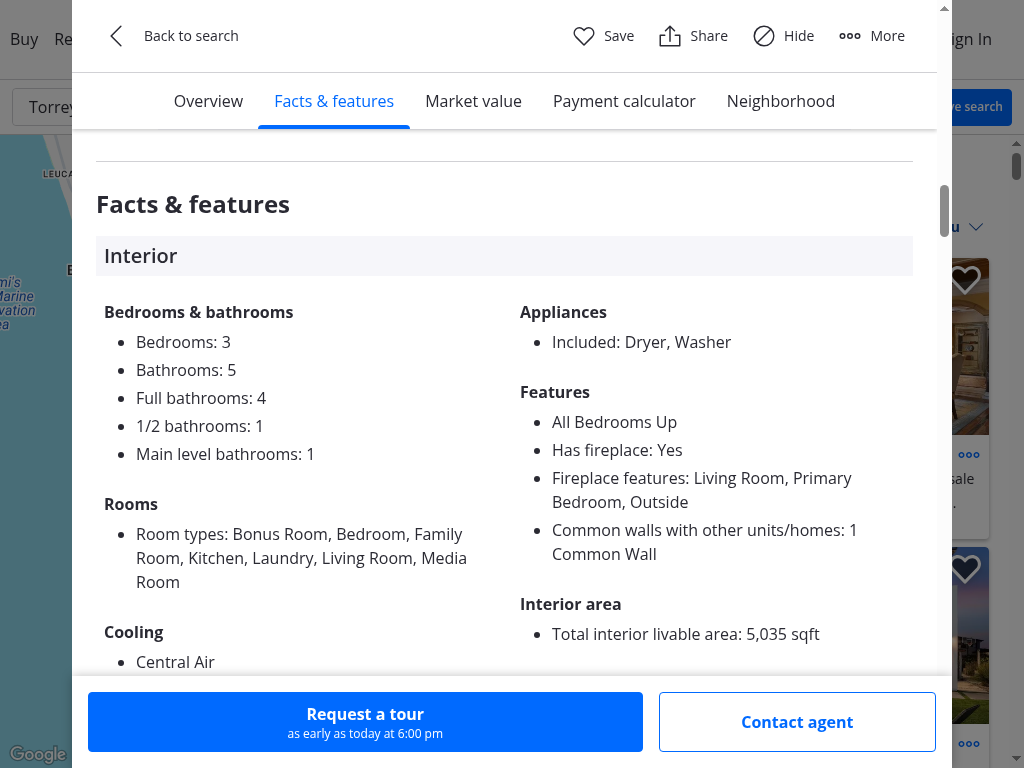 Buy
Re
ign In
Back to search
Save
Share
Hide
More
Torrey
ve search
Overview
Facts & features
Market value
Payment calculator
Neighborhood
LEUCA
mi's
Marine
vation
ea
Facts & features
Interior
Bedrooms & bathrooms
Bedrooms: 3
Bathrooms: 5
Full bathrooms: 4
1/2 bathrooms: 1
Main level bathrooms: 1
Rooms
Room types: Bonus Room, Bedroom, Family
Room, Kitchen, Laundry, Living Room, Media
Room
Cooling
Central Air
Appliances
Included: Dryer, Washer
Features
All Bedrooms Up
Has fireplace: Yes
Fireplace features: Living Room, Primary
Bedroom, Outside
Common walls with other units/homes: 1
Common Wall
Interior area
Total interior livable area: 5,035 sqft
u
sale
.
Request a tour
as early as today at 6:00 pm
Contact agent
Google